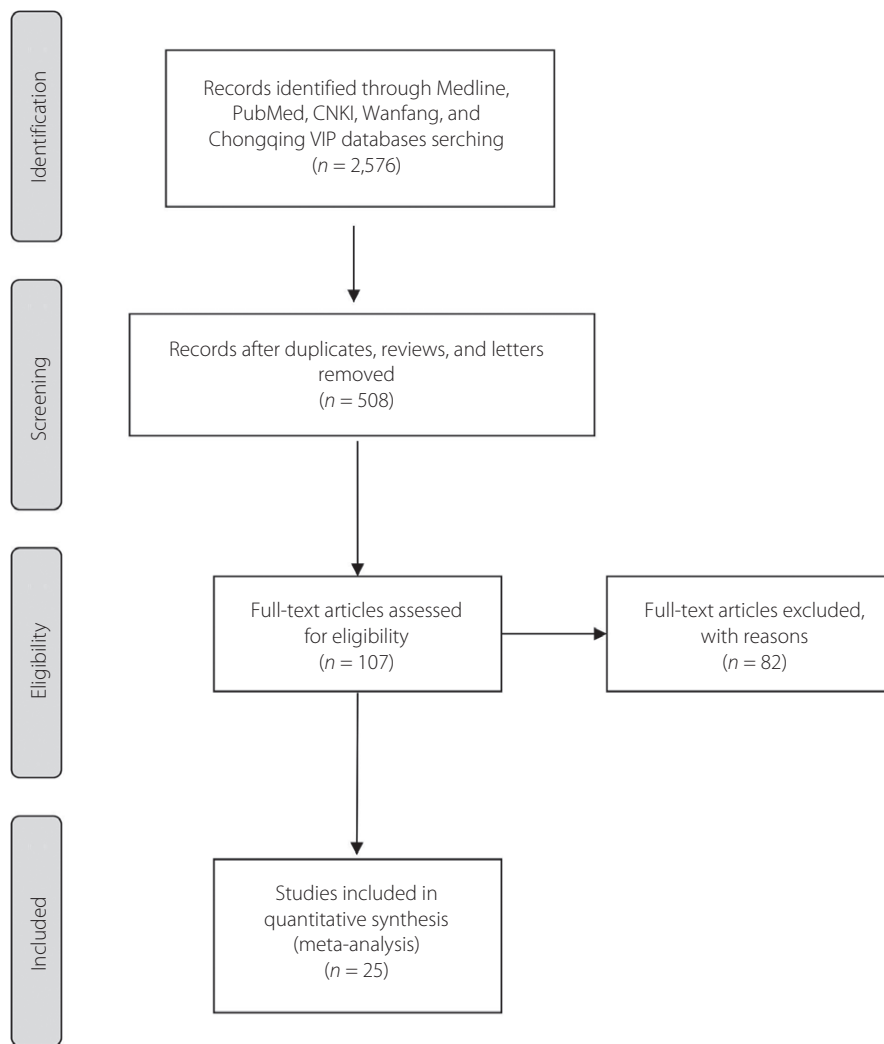 Identification
Records identified through Medline,
PubMed, CNKI, Wanfang, and
Chongqing VIP databases serching
(n = 2,576)
Screening
Records after duplicates, reviews, and letters
removed
(n = 508)
Eligibility
Full-text articles assessed
for eligibility
(n = 107)
Full-text articles excluded,
with reasons
(n = 82)
Included
Studies included in
quantitative synthesis
(meta-analysis)
(n = 25)